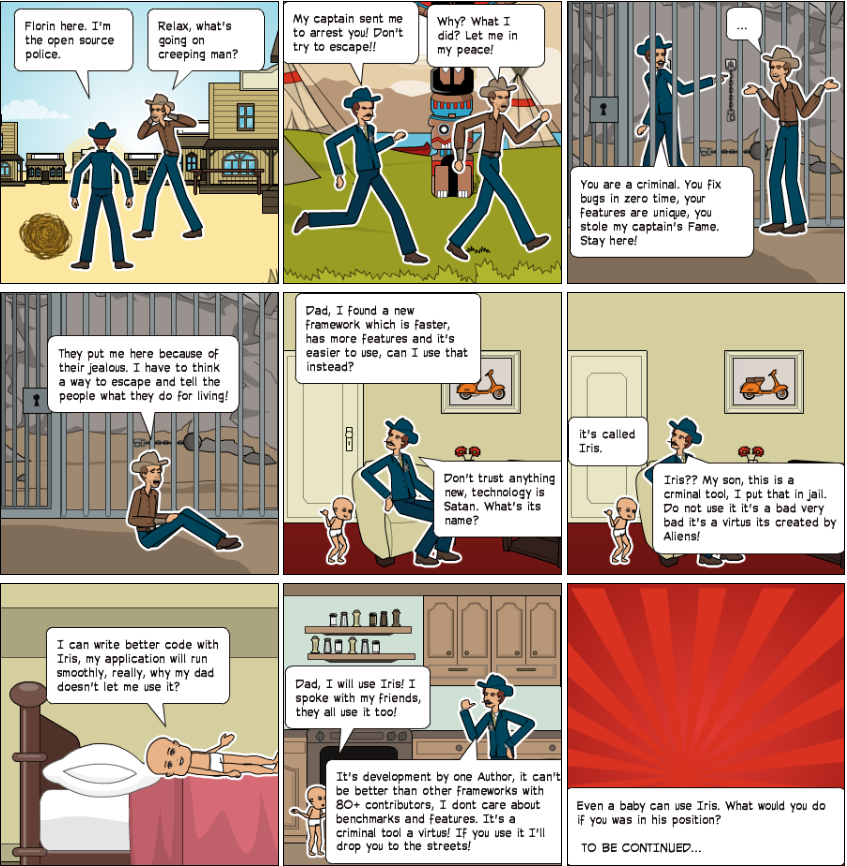 Florin here. I'm
the open source
police.
Relax, what's
going on
creeping man?
My captain sent me
to arrest you! Don't
try to escape!!
Why? What I
did? Let me in
my peace!
...
You are a criminal. You fix
bugs in zero time, your
features are unique, you
stole my captain's Fame.
Stay here!
They put me here because of
their jealous. I have to think
a way to escape and tell the
people what they do for living!
Dad, I found a new
framework which is faster,
has more features and it's
easier to use, can I use that
instead?
Don't trust anything
new, technology is
Satan. What's its
name?
it's called
Iris.
Iris?? My son, this is a
crminal tool, I put that in jail.
Do not use it it's a bad very
bad it's a virtus its created by
Aliens!
I can write better code with
Iris, my application will run
smoothly, really, why my dad
doesn't let me use it?
Dad, I will use Iris! I
spoke with my friends,
they all use it too!
It's development by one Author, it can't
be better than other frameworks with
80+ contributors, I dont care about
benchmarks and features. It's a
criminal tool a virtus! If you use it I'll
drop you to the streets!
Even a baby can use Iris. What would you do
if you was in his position?
TO BE CONTINUED...